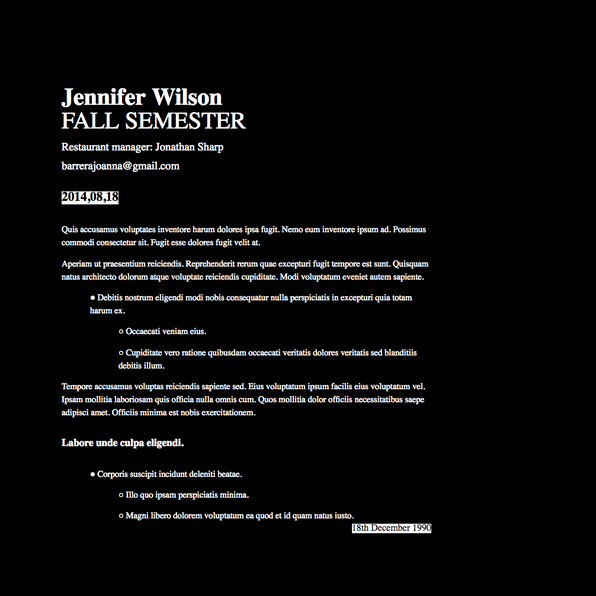 Jennifer Wilson
FALL SEMESTER
Restaurant manager: Jonathan Sharp
barrerajoanna@gmail.com
2014,08,18
Quis accusamus voluptates inventore harum dolores ipsa fugit. Nemo eum inventore ipsum ad. Possimus
commodi consectetur sit. Fugit esse dolores fugit velit at.
Aperiam ut praesentium reiciendis. Reprehenderit rerum quae excepturi fugit tempore est sunt. Quisquam
natus architecto dolorum atque voluptate reiciendis cupiditate. Modi voluptatum eveniet autem sapiente.
● Debitis nostrum eligendi modi nobis consequatur nulla perspiciatis in excepturi quia totam
harum ex.
○ Occaecati veniam eius.
○ Cupiditate vero ratione quibusdam occaecati veritatis dolores veritatis sed blanditiis
debitis illum.
Tempore accusamus voluptas reiciendis sapiente sed. Eius voluptatum ipsum facilis eius voluptatum vel.
Ipsam mollitia laboriosam quis officia nulla omnis cum. Quos mollitia dolor officiis necessitatibus saepe
adipisci amet. Officiis minima est nobis exercitationem.
Labore unde culpa eligendi.
● Corporis suscipit incidunt deleniti beatae.
○ Illo quo ipsam perspiciatis minima.
○ Magni libero dolorem voluptatum ea quod et id quam natus iusto.
18th December 1990